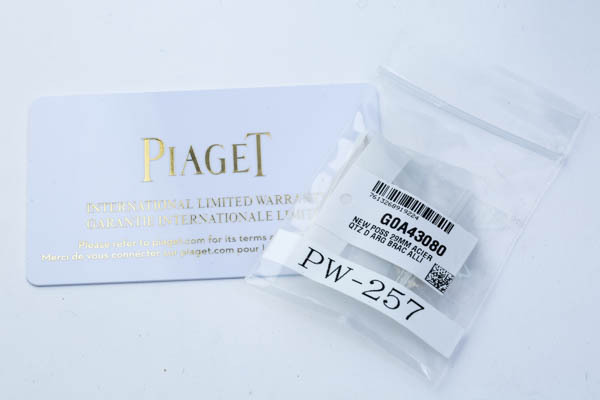 PIAGET
INTERNATIONAL LIMITED WARRA
GARANTIE INTERNATIONALE LIMI
Please refer to piaget.com for its terms
Merci de vous connecter piaget.com pour
7613268919224
G0A43080
NEW POSS 29MM ACIER
QTZ D ARG BRAC ALLI
PW-257